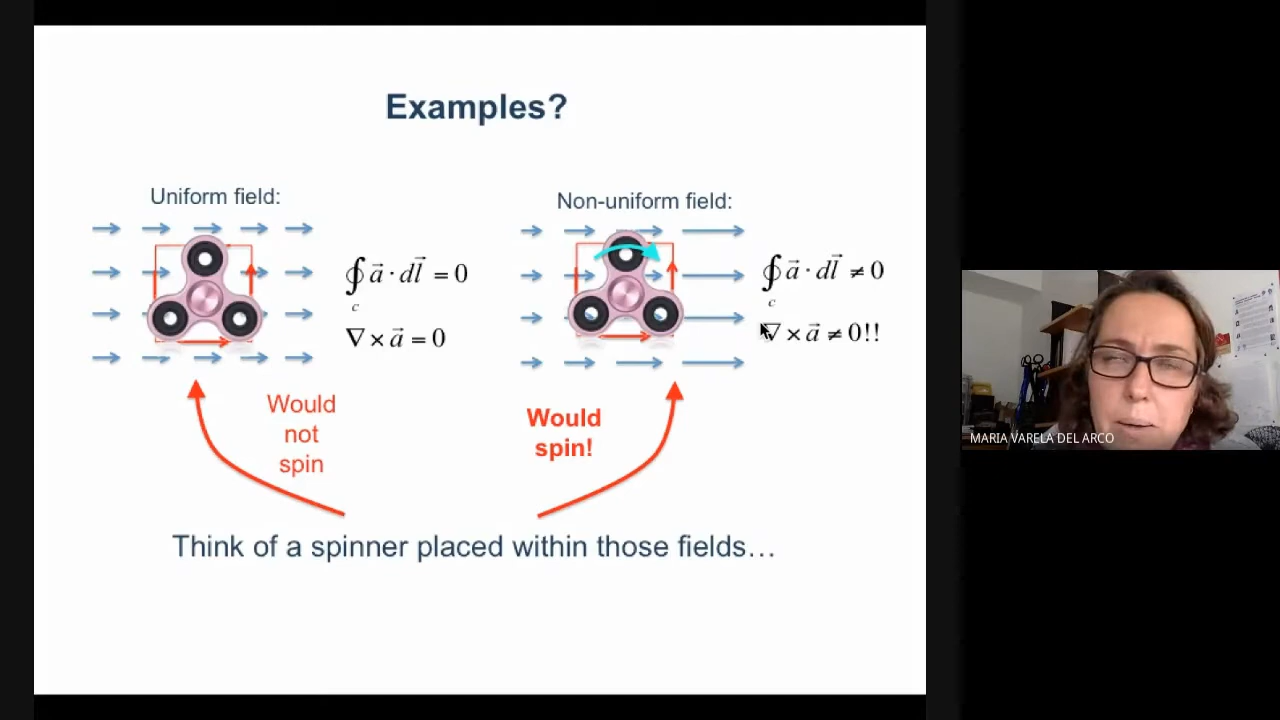 Examples?
Uniform field:
∮c a⃗ · dl⃗ = 0
∇ × a⃗ = 0
Would
not
spin
Non-uniform field:
∮c a⃗ · dl⃗ ≠ 0
∇ × a⃗ ≠ 0!!
Would
spin!
Think of a spinner placed within those fields…
MARIA VARELA DEL ARCO